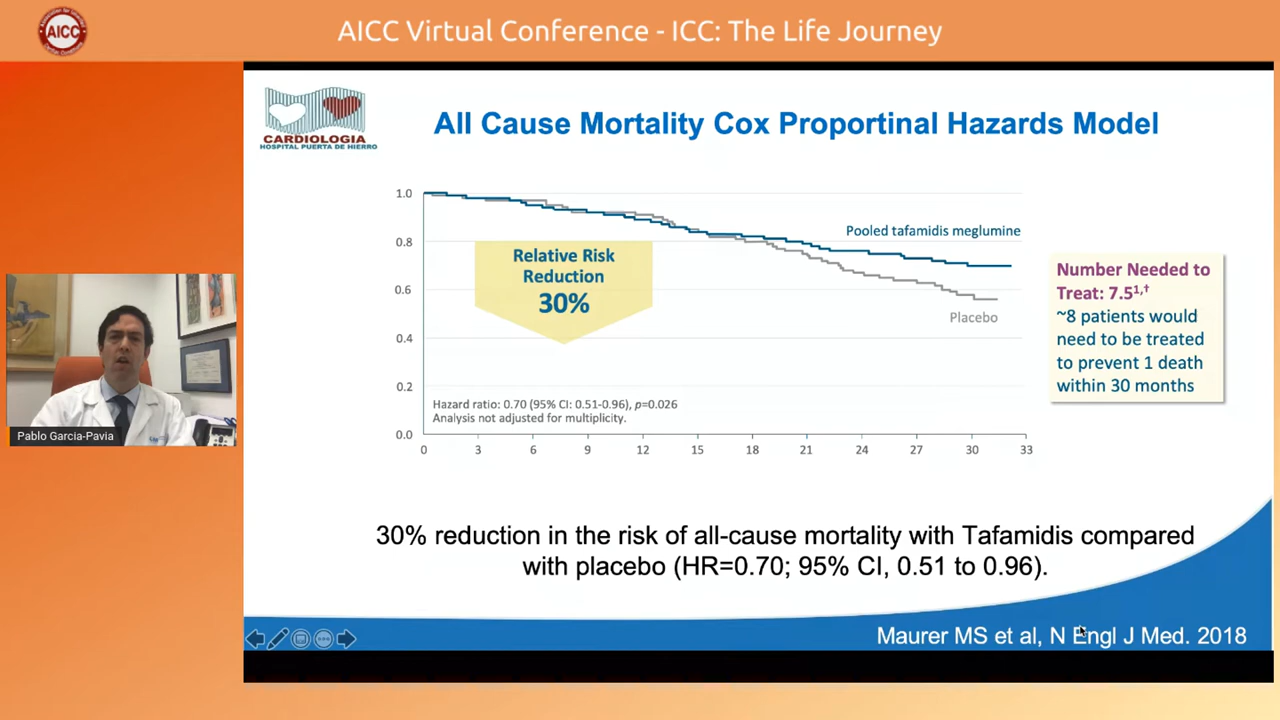 AICC Virtual Conference - ICC: The Life Journey
AICC
CARDIOLOGIA
HOSPITAL PUERTA DE HIERRO
All Cause Mortality Cox Proportinal Hazards Model
1.0
0.8
0.6
0.4
0.2
0.0
Pooled tafamidis meglumine
Placebo
Relative Risk
Reduction
30%
Hazard ratio: 0.70 (95% CI: 0.51-0.96), p=0.026
Analysis not adjusted for multiplicity.
0 3 6 9 12 15 18 21 24 27 30 33
Number Needed to
Treat: 7.5¹,†
~8 patients would
need to be treated
to prevent 1 death
within 30 months
Pablo Garcia-Pavia
30% reduction in the risk of all-cause mortality with Tafamidis compared
with placebo (HR=0.70; 95% CI, 0.51 to 0.96).
Maurer MS et al, N Engl J Med. 2018